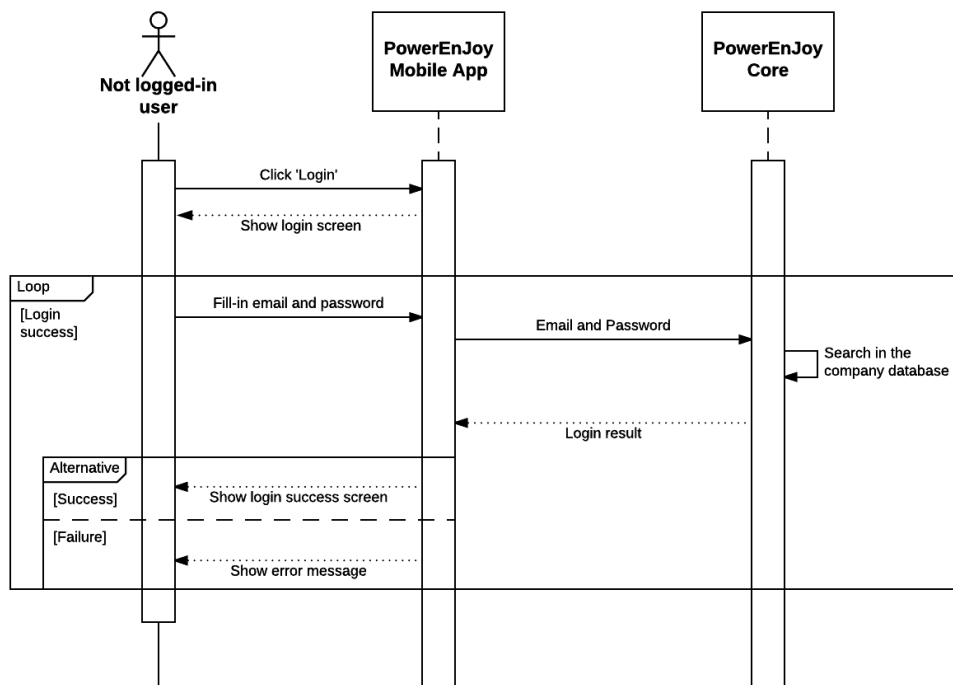 Not logged-in
user
PowerEnJoy
Mobile App
PowerEnJoy
Core
Click 'Login'
Show login screen
Loop
[Login
success]
Fill-in email and password
Email and Password
Search in the
company database
Login result
Alternative
[Success]
Show login success screen
[Failure]
Show error message